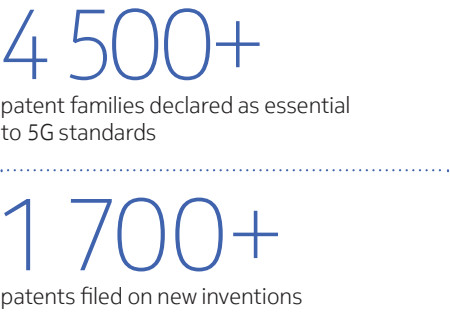 4 500+
patent families declared as essential
to 5G standards
1 700+
patents filed on new inventions